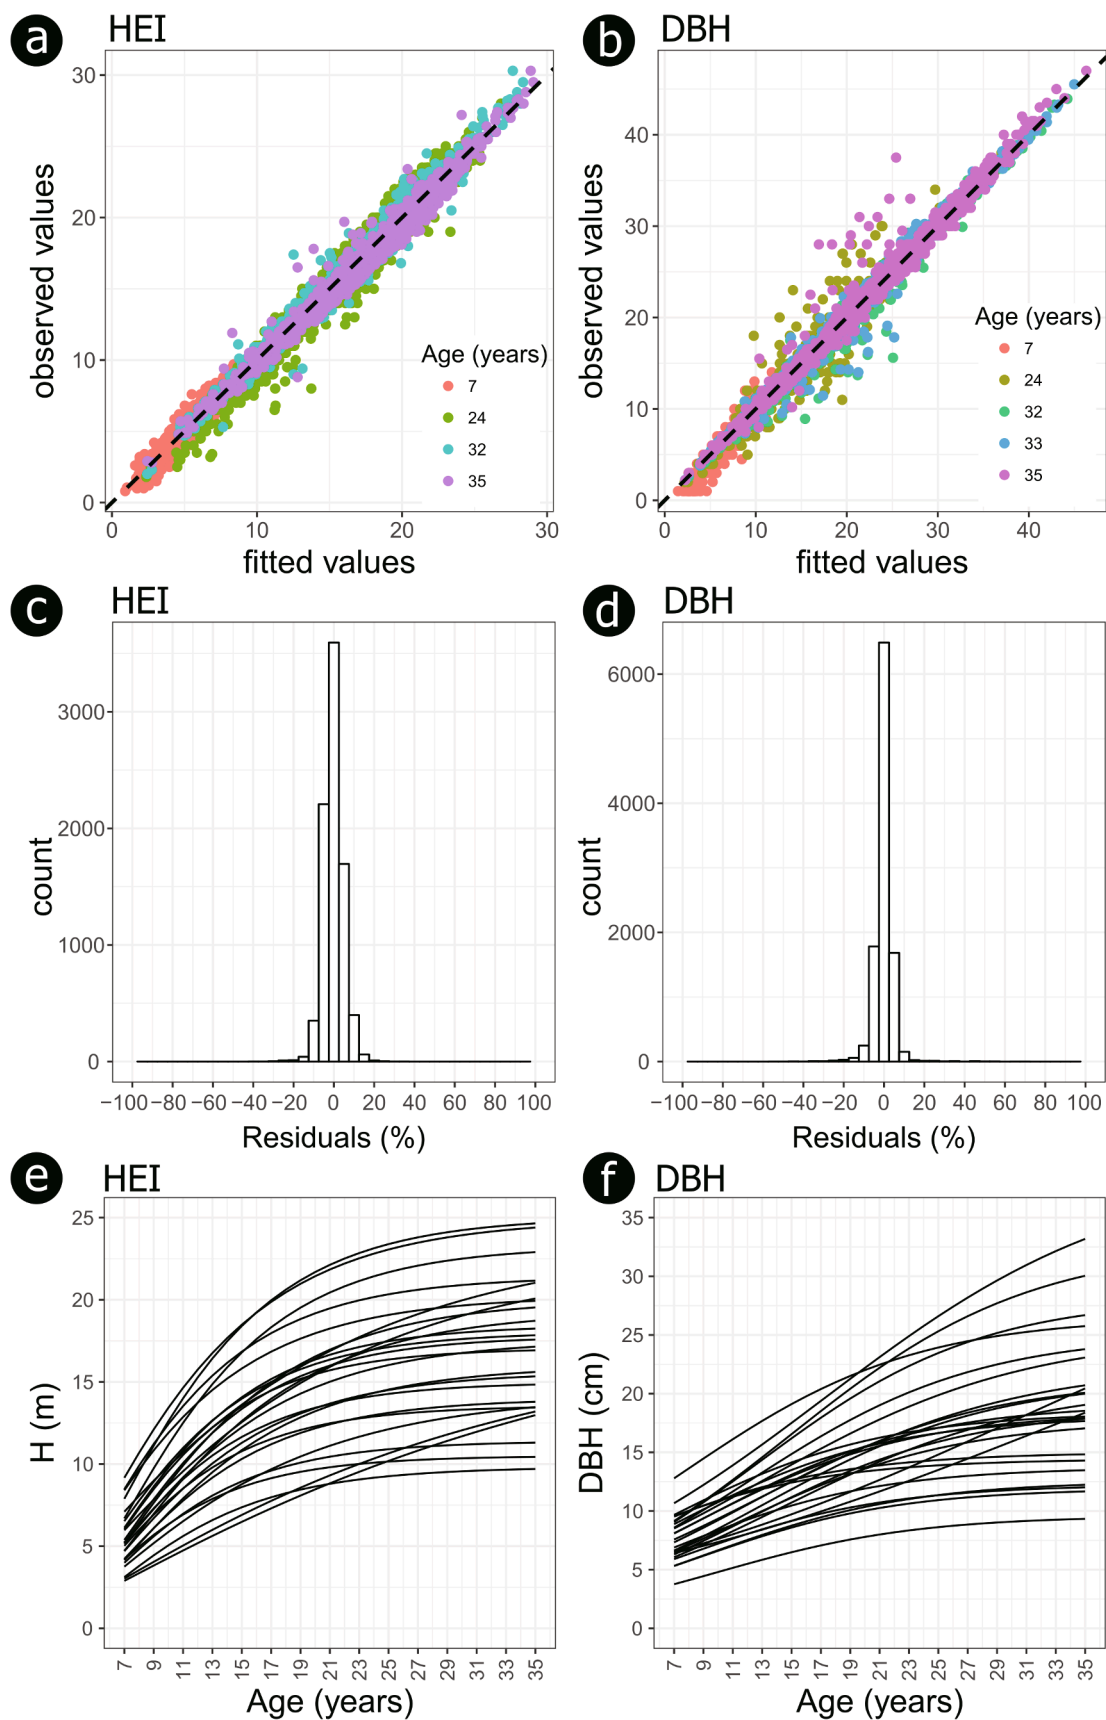 a HEI
observed values
30
20
10
0
0 10 20 30
fitted values
Age (years)
7
24
32
35
b DBH
observed values
40
30
20
10
0
0 10 20 30 40
fitted values
Age (years)
7
24
32
33
35
c HEI
count
3000
2000
1000
0
−100 −80 −60 −40 −20 0 20 40 60 80 100
Residuals (%)
d DBH
count
6000
4000
2000
0
−100 −80 −60 −40 −20 0 20 40 60 80 100
Residuals (%)
e HEI
H (m)
25
20
15
10
5
0
7 9 11 13 15 17 19 21 23 25 27 29 31 33 35
Age (years)
f DBH
DBH (cm)
35
30
25
20
15
10
5
0
7 9 11 13 15 17 19 21 23 25 27 29 31 33 35
Age (years)